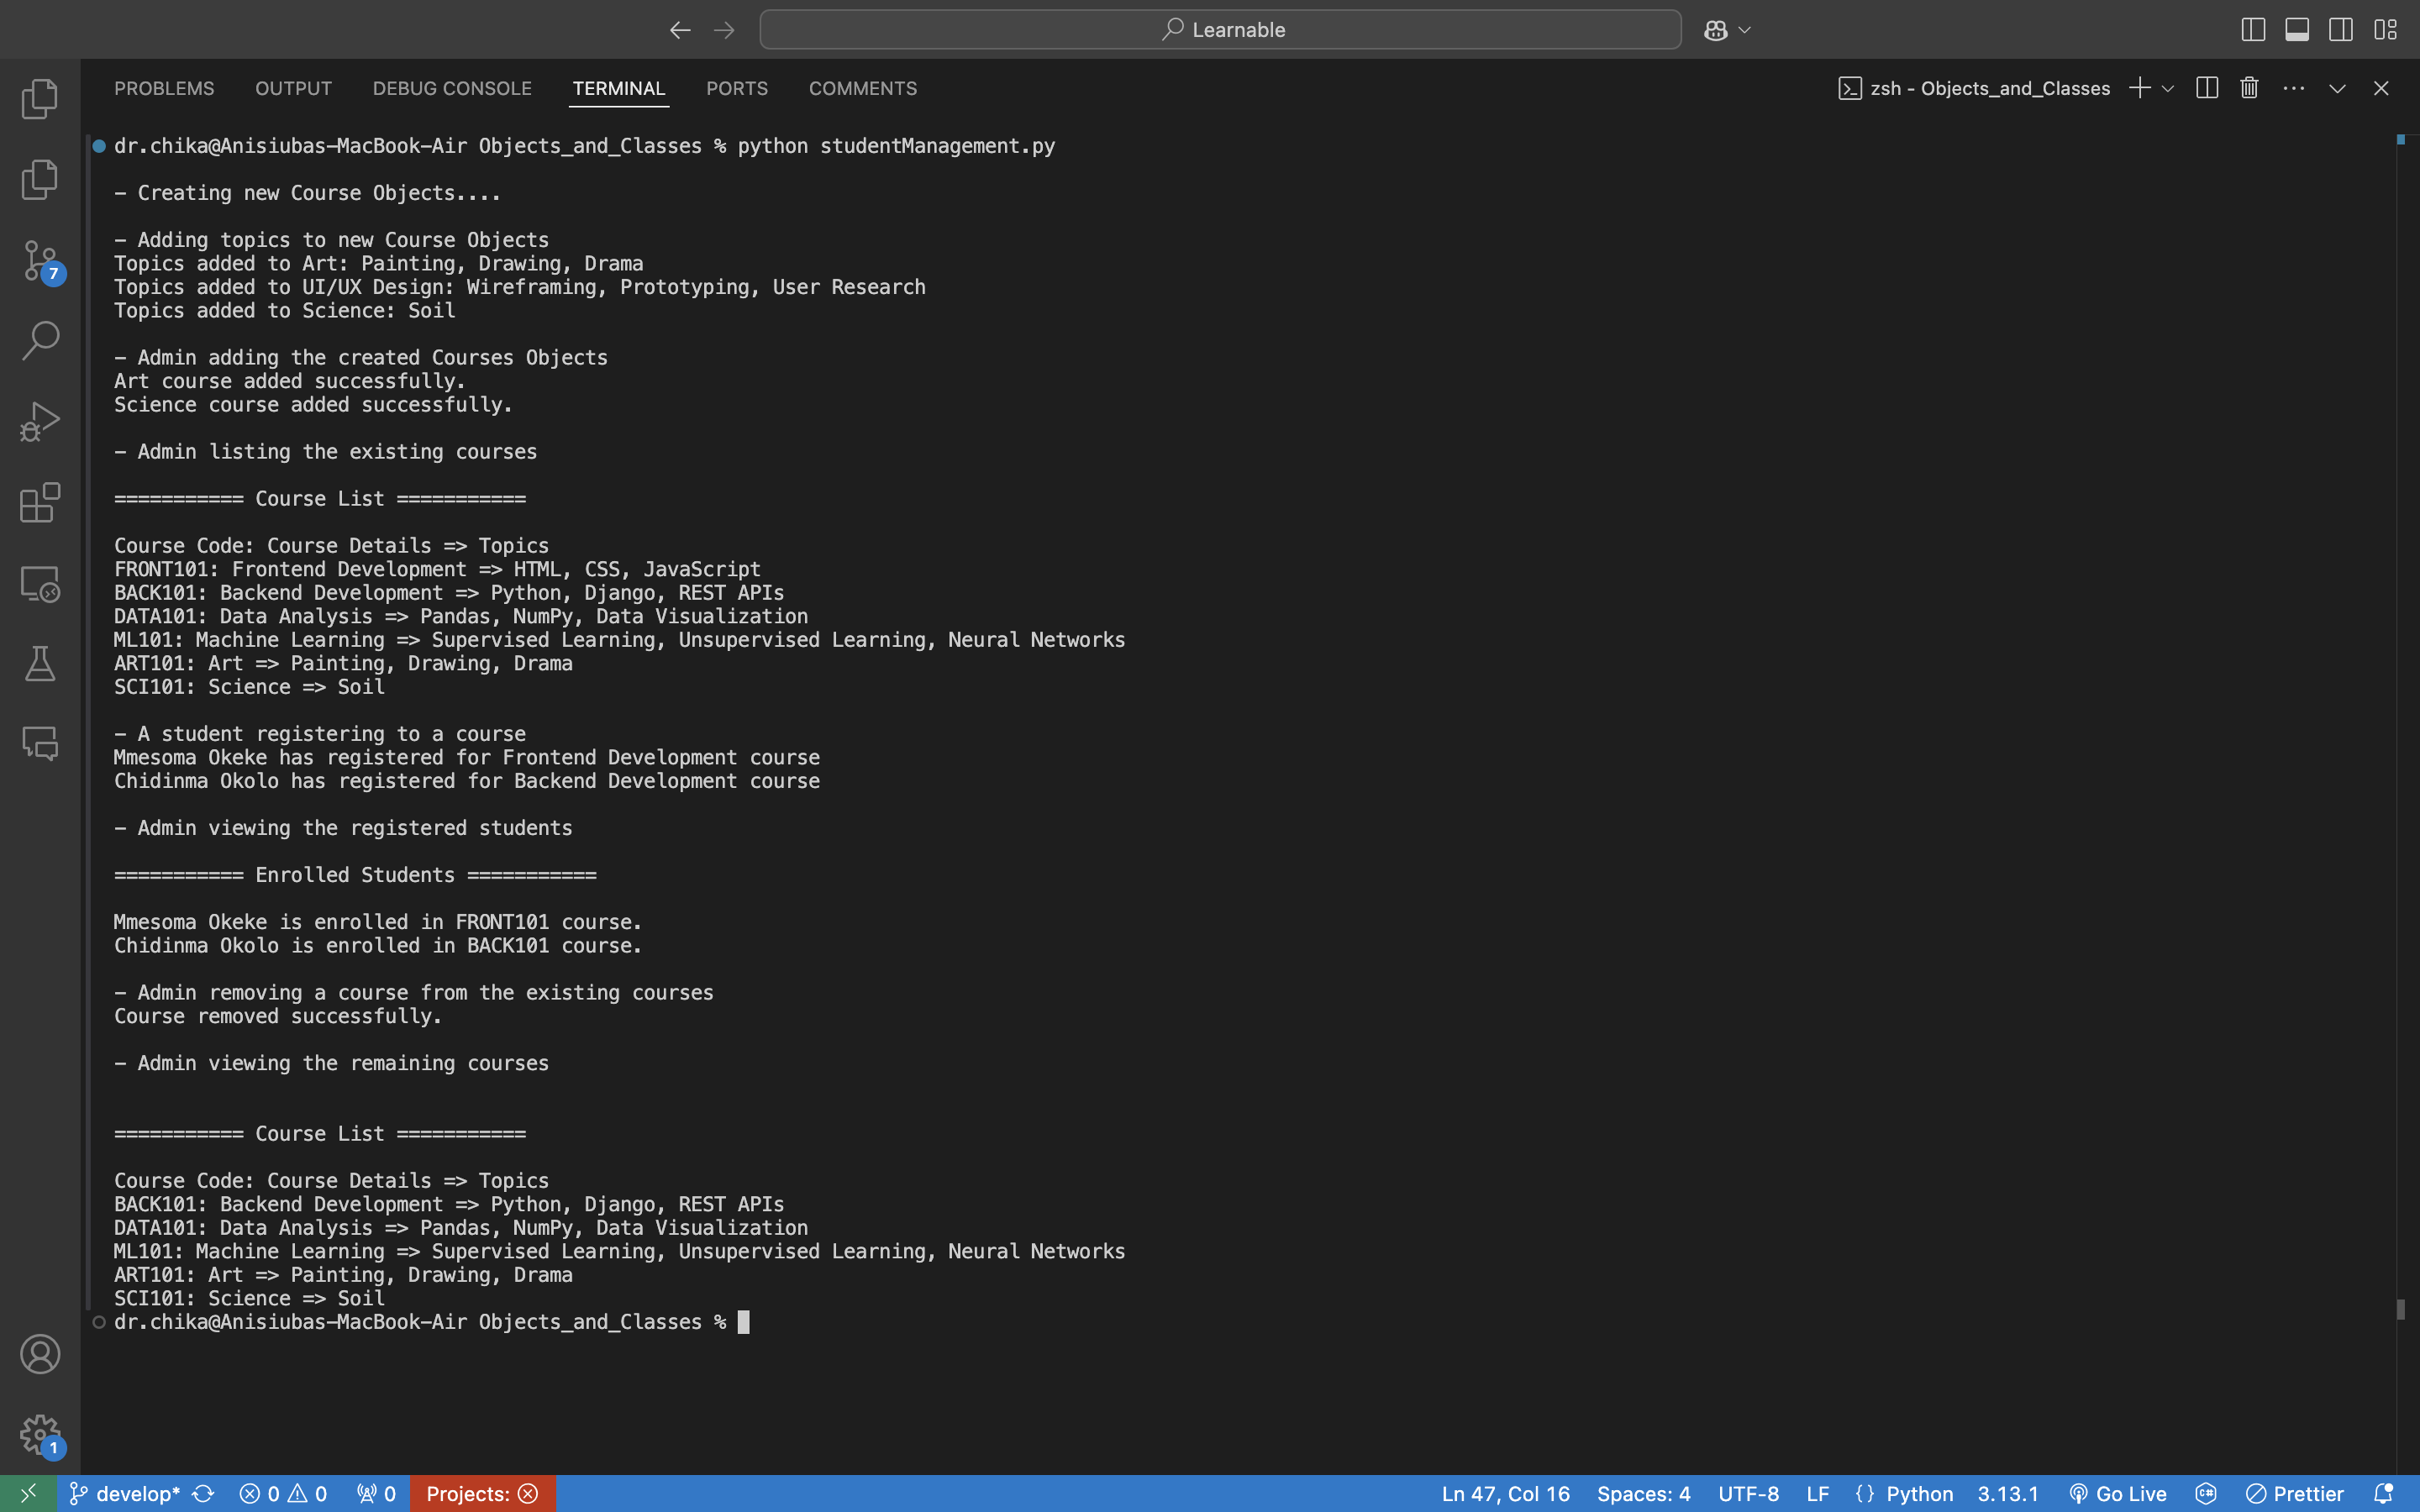 Learnable
PROBLEMS OUTPUT DEBUG CONSOLE TERMINAL PORTS COMMENTS zsh - Objects_and_Classes
dr.chika@Anisiubas-MacBook-Air Objects_and_Classes % python studentManagement.py
- Creating new Course Objects....
- Adding topics to new Course Objects
Topics added to Art: Painting, Drawing, Drama
Topics added to UI/UX Design: Wireframing, Prototyping, User Research
Topics added to Science: Soil
- Admin adding the created Courses Objects
Art course added successfully.
Science course added successfully.
- Admin listing the existing courses
=========== Course List ===========
Course Code: Course Details => Topics
FRONT101: Frontend Development => HTML, CSS, JavaScript
BACK101: Backend Development => Python, Django, REST APIs
DATA101: Data Analysis => Pandas, NumPy, Data Visualization
ML101: Machine Learning => Supervised Learning, Unsupervised Learning, Neural Networks
ART101: Art => Painting, Drawing, Drama
SCI101: Science => Soil
- A student registering to a course
Mmesoma Okeke has registered for Frontend Development course
Chidinma Okolo has registered for Backend Development course
- Admin viewing the registered students
=========== Enrolled Students ===========
Mmesoma Okeke is enrolled in FRONT101 course.
Chidinma Okolo is enrolled in BACK101 course.
- Admin removing a course from the existing courses
Course removed successfully.
- Admin viewing the remaining courses
=========== Course List ===========
Course Code: Course Details => Topics
BACK101: Backend Development => Python, Django, REST APIs
DATA101: Data Analysis => Pandas, NumPy, Data Visualization
ML101: Machine Learning => Supervised Learning, Unsupervised Learning, Neural Networks
ART101: Art => Painting, Drawing, Drama
SCI101: Science => Soil
dr.chika@Anisiubas-MacBook-Air Objects_and_Classes %
7
1
develop* 0 0 0 Projects: Ln 47, Col 16 Spaces: 4 UTF-8 LF {} Python 3.13.1 Go Live C# Prettier